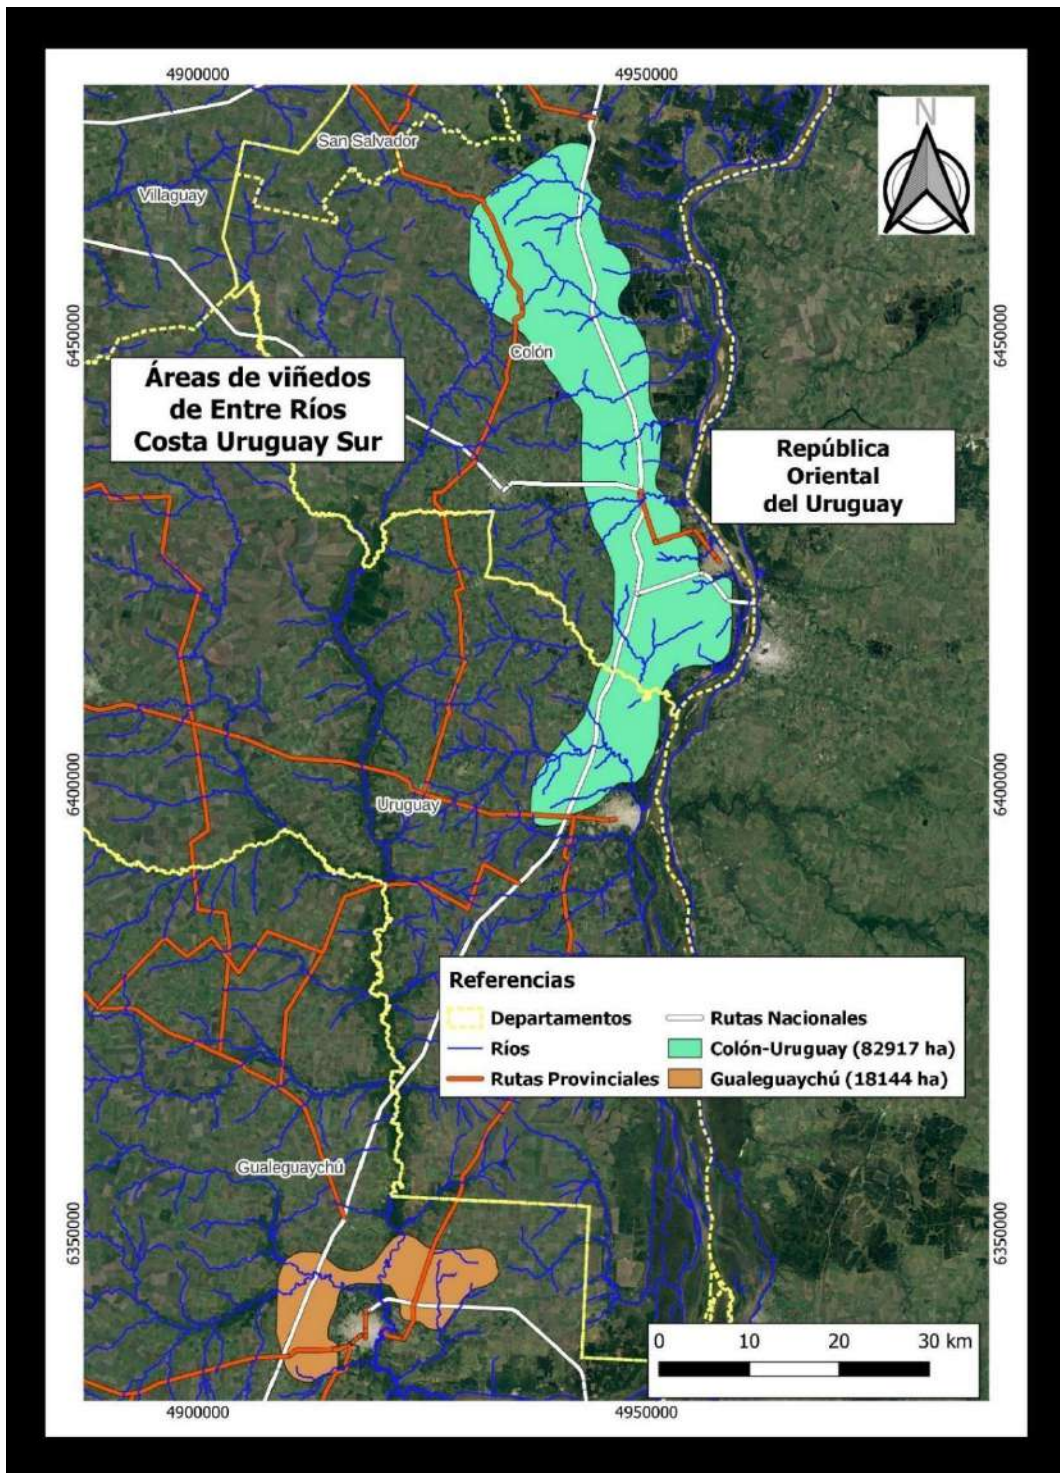 4900000
4950000
N
San Salvador
Villaguay
6450000
6450000
Colón
Áreas de viñedos
de Entre Ríos
Costa Uruguay Sur
República
Oriental
del Uruguay
6400000
6400000
Uruguay
Referencias
Departamentos
Rutas Nacionales
Ríos
Colón-Uruguay (82917 ha)
Rutas Provinciales
Gualeguaychú (18144 ha)
Gualeguaychú
6350000
6350000
0 10 20 30 km
4900000
4950000